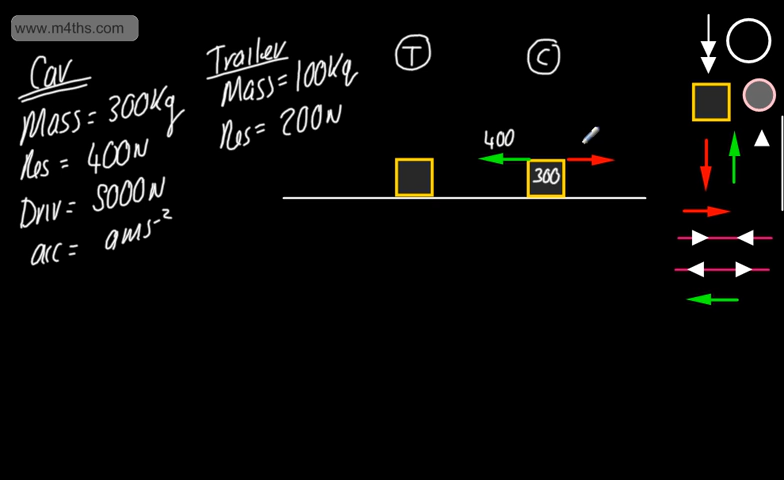 www.m4ths.com
Car
Mass = 300Kg
Res = 400N
Driv = 5000N
acc = ams⁻²
Trailer
Mass = 100Kg
Res = 200N
T
C
400
300